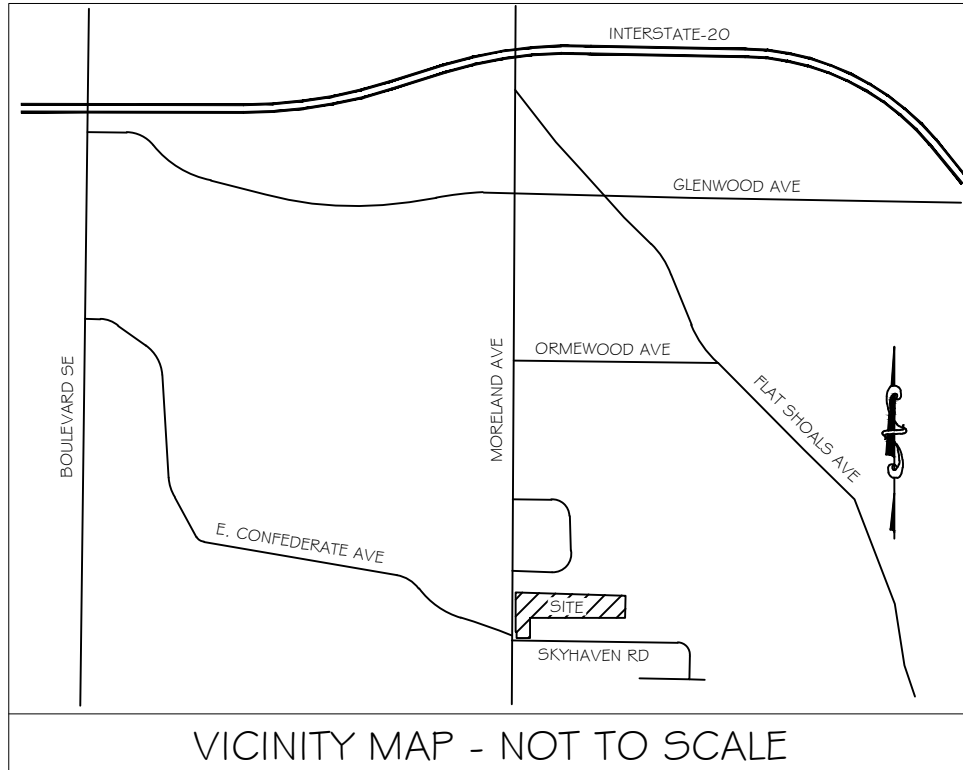 INTERSTATE-20
GLENWOOD AVE
ORMEWOOD AVE
BOULEVARD SE
MORELAND AVE
FLAT SHOALS AVE
E. CONFEDERATE AVE
SITE
SKYHAVEN RD
VICINITY MAP - NOT TO SCALE